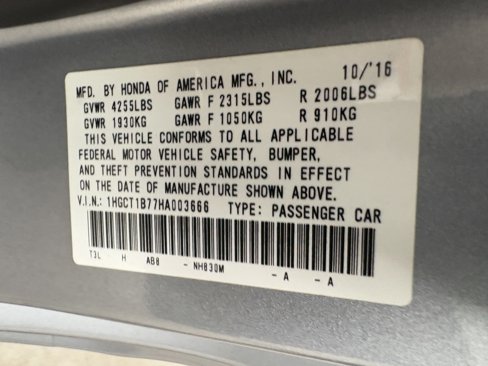 MFD. BY HONDA OF AMERICA MFG., INC. 10/'16
GVWR 4255LBS GAWR F 2315LBS R 2006LBS
GVWR 1930KG GAWR F 1050KG R 910KG
THIS VEHICLE CONFORMS TO ALL APPLICABLE
FEDERAL MOTOR VEHICLE SAFETY, BUMPER,
AND THEFT PREVENTION STANDARDS IN EFFECT
ON THE DATE OF MANUFACTURE SHOWN ABOVE.
V.I.N.: 1HGCT1B77HA003666 TYPE: PASSENGER CAR
T3L - H AB8 - NH830M - A - A